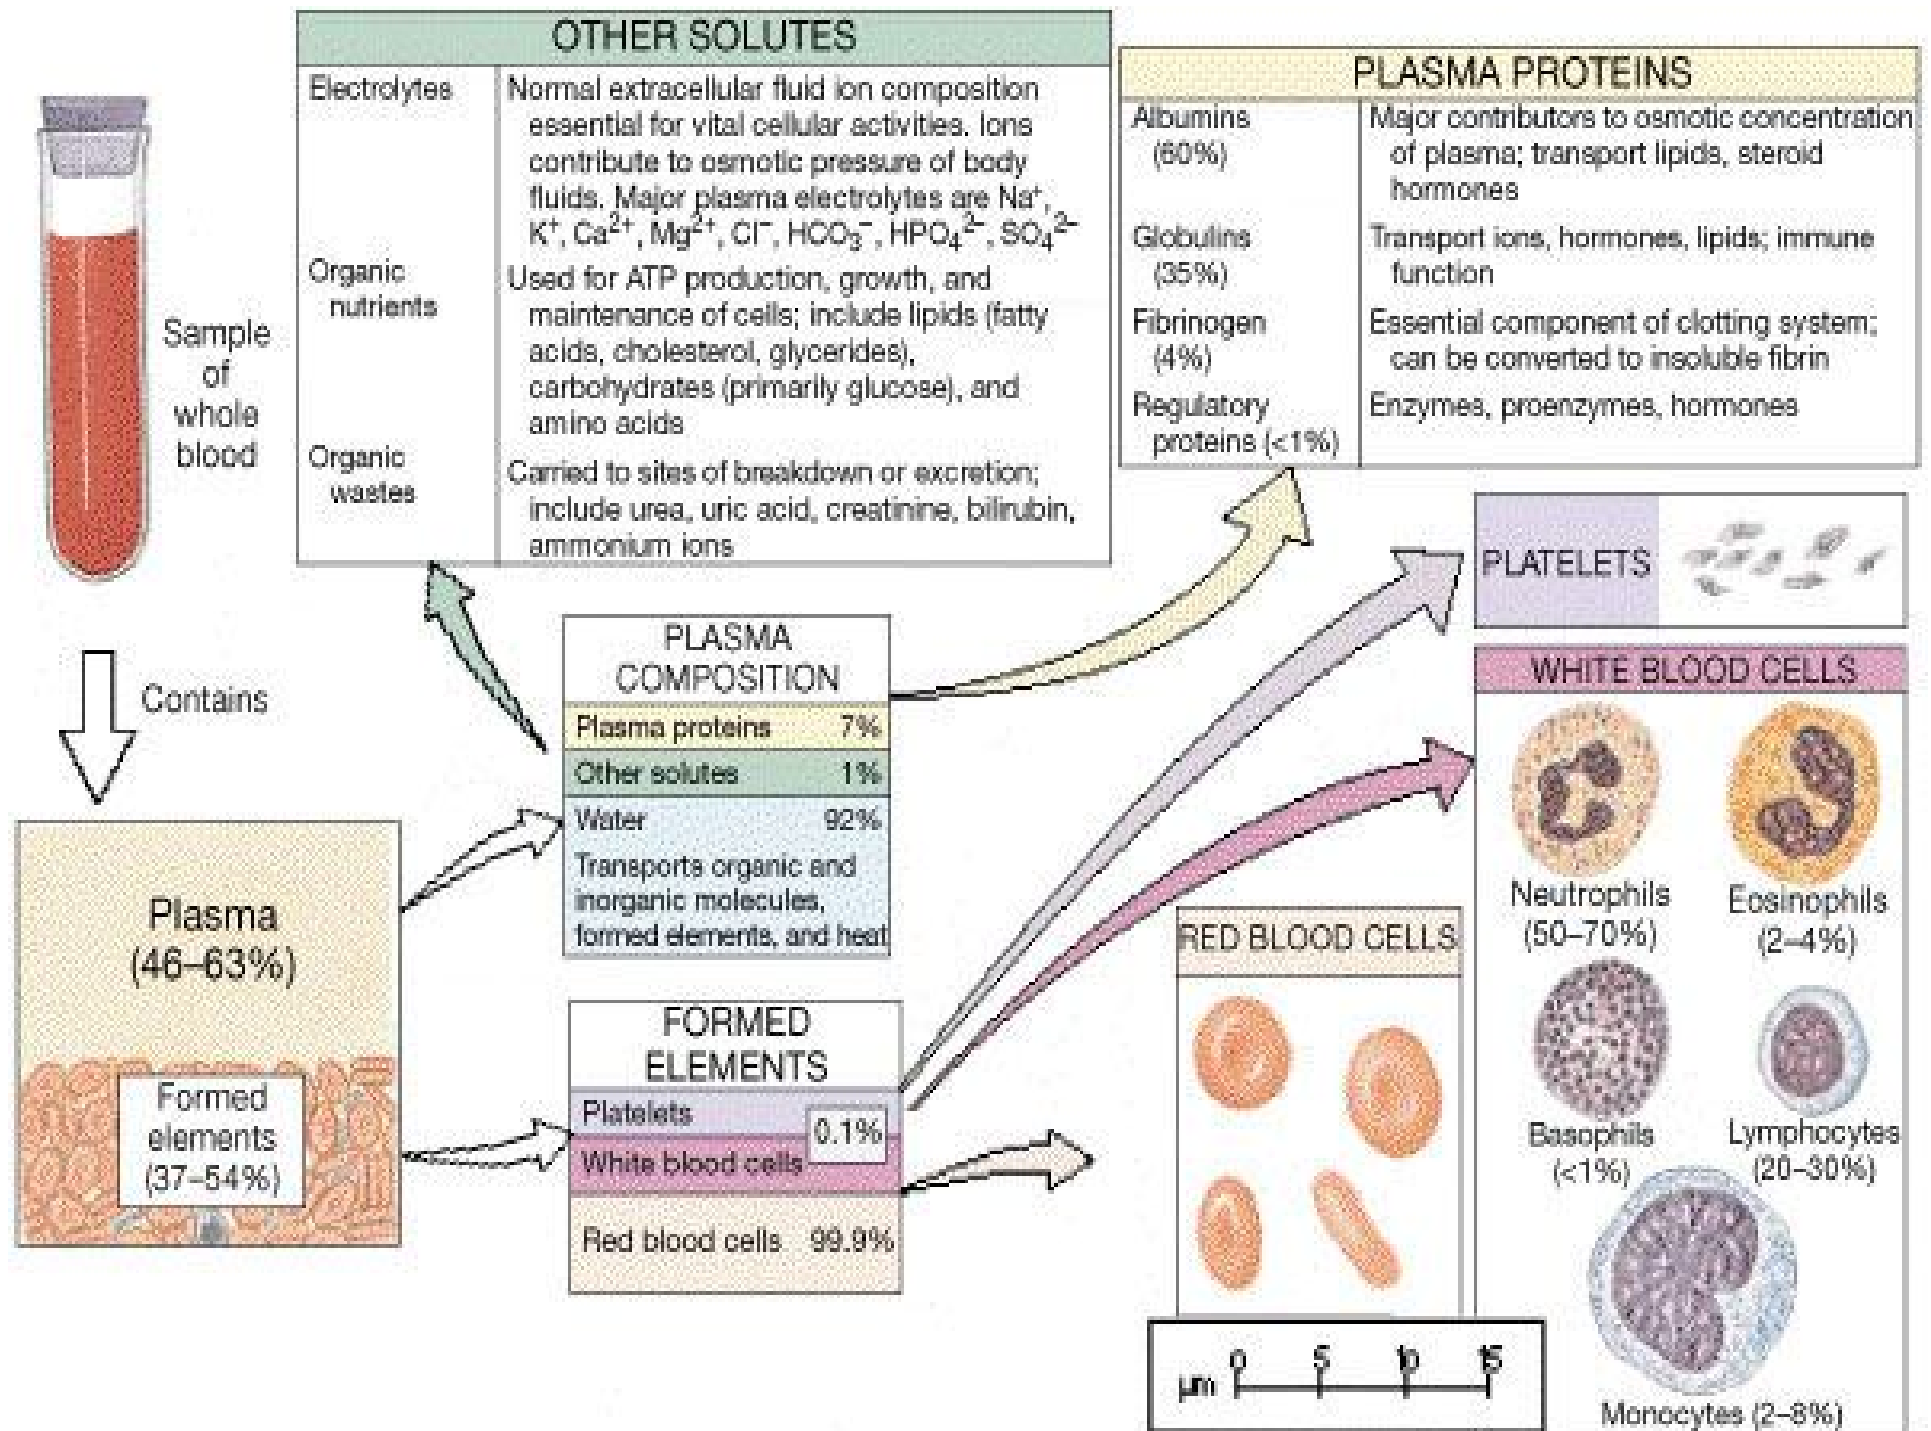 OTHER SOLUTES
Electrolytes
Normal extracellular fluid ion composition
essential for vital cellular activities. Ions
contribute to osmotic pressure of body
fluids. Major plasma electrolytes are Na⁺,
K⁺, Ca²⁺, Mg²⁺, Cl⁻, HCO₃⁻, HPO₄²⁻, SO₄²⁻
Organic
nutrients
Used for ATP production, growth, and
maintenance of cells; include lipids (fatty
acids, cholesterol, glycerides),
carbohydrates (primarily glucose), and
amino acids
Organic
wastes
Carried to sites of breakdown or excretion;
include urea, uric acid, creatinine, bilirubin,
ammonium ions
PLASMA PROTEINS
Albumins
(60%)
Major contributors to osmotic concentration
of plasma; transport lipids, steroid
hormones
Globulins
(35%)
Transport ions, hormones, lipids; immune
function
Fibrinogen
(4%)
Essential component of clotting system;
can be converted to insoluble fibrin
Regulatory
proteins (<1%)
Enzymes, proenzymes, hormones
Sample
of
whole
blood
Contains
Plasma
(46–63%)
Formed
elements
(37–54%)
PLASMA
COMPOSITION
Plasma proteins 7%
Other solutes 1%
Water 92%
Transports organic and
inorganic molecules,
formed elements, and heat
FORMED
ELEMENTS
Platelets
0.1%
White blood cells
Red blood cells 99.9%
PLATELETS
WHITE BLOOD CELLS
Neutrophils
(50–70%)
Eosinophils
(2–4%)
Basophils
(<1%)
Lymphocytes
(20–30%)
Monocytes (2–8%)
RED BLOOD CELLS
µm 0 5 10 15